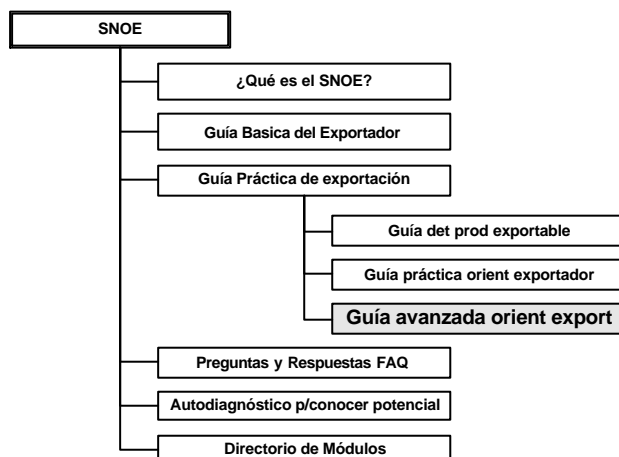 SNOE
¿Qué es el SNOE?
Guía Basica del Exportador
Guía Práctica de exportación
Guía det prod exportable
Guía práctica orient exportador
Guía avanzada orient export
Preguntas y Respuestas FAQ
Autodiagnóstico p/conocer potencial
Directorio de Módulos